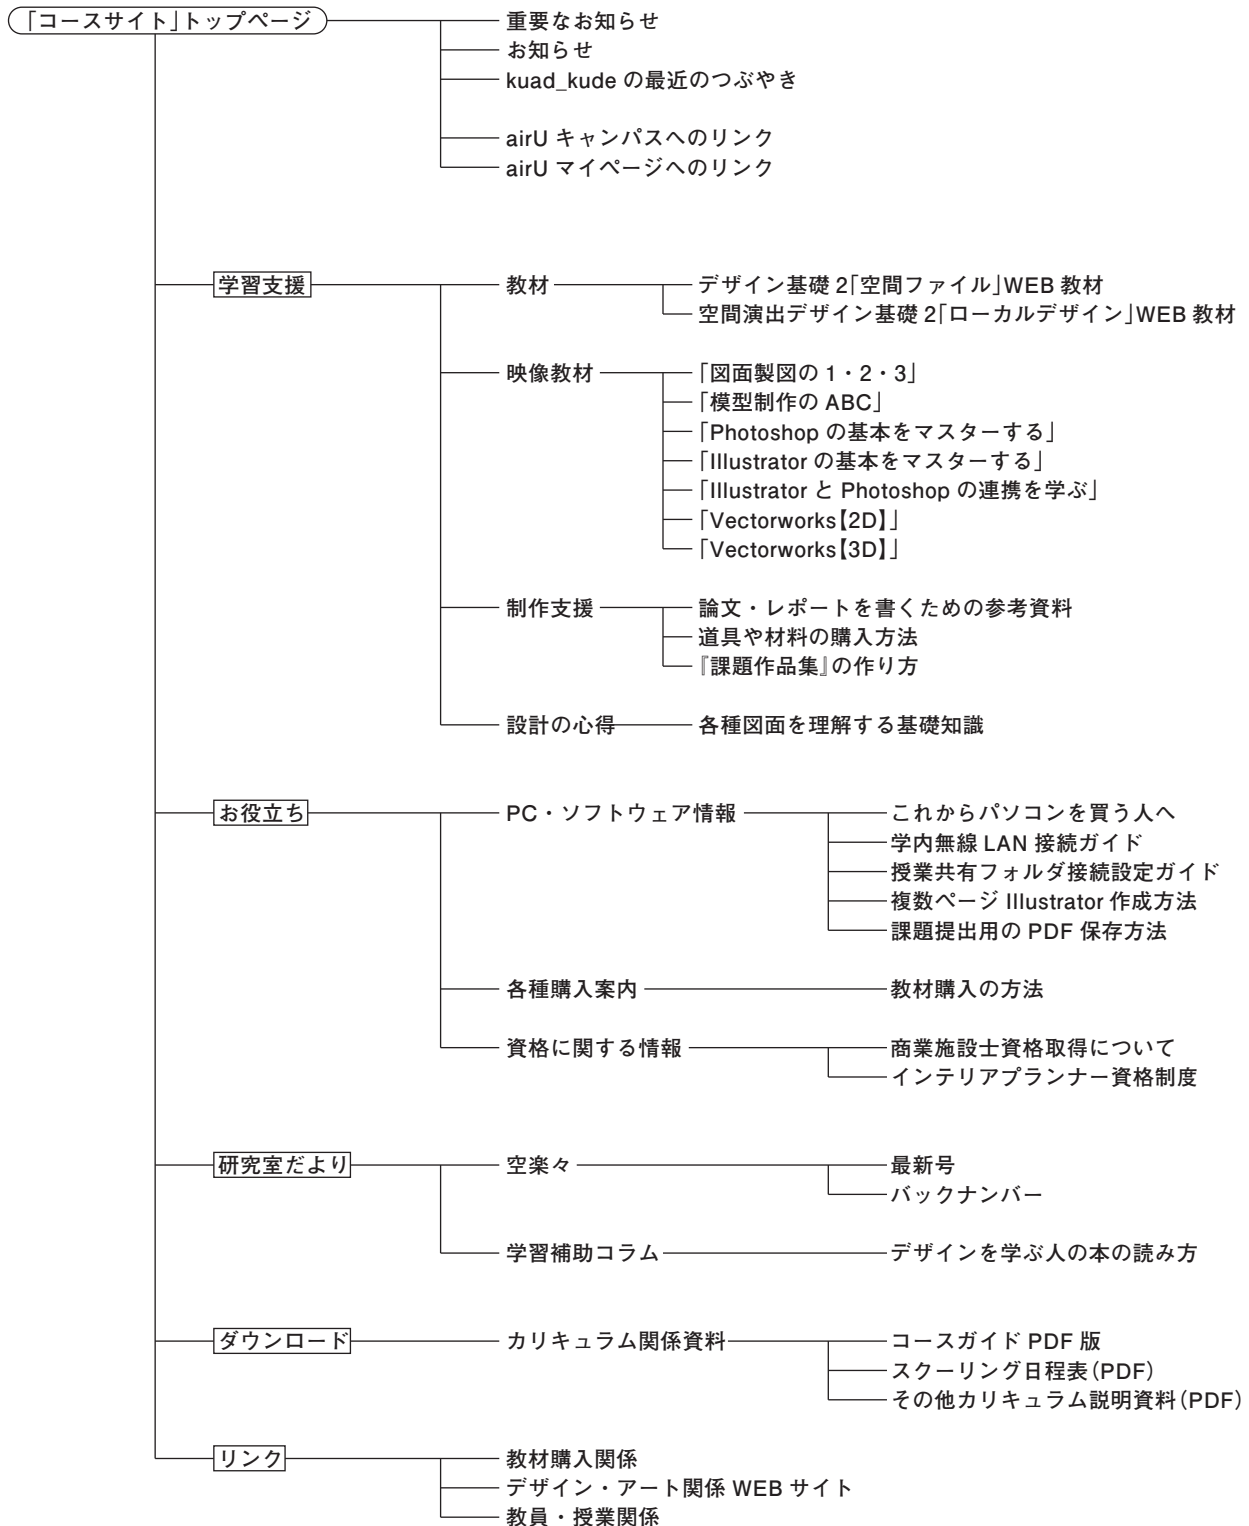 「コースサイト」トップページ
重要なお知らせ
お知らせ
kuad_kude の最近のつぶやき
airU キャンパスへのリンク
airU マイページへのリンク
学習支援
教材
デザイン基礎 2「空間ファイル」WEB 教材
空間演出デザイン基礎 2「ローカルデザイン」WEB 教材
映像教材
「図面製図の 1・2・3」
「模型制作の ABC」
「Photoshop の基本をマスターする」
「Illustrator の基本をマスターする」
「Illustrator と Photoshop の連携を学ぶ」
「Vectorworks【2D】」
「Vectorworks【3D】」
制作支援
論文・レポートを書くための参考資料
道具や材料の購入方法
『課題作品集』の作り方
設計の心得
各種図面を理解する基礎知識
お役立ち
PC・ソフトウェア情報
これからパソコンを買う人へ
学内無線 LAN 接続ガイド
授業共有フォルダ接続設定ガイド
複数ページ Illustrator 作成方法
課題提出用の PDF 保存方法
各種購入案内
教材購入の方法
資格に関する情報
商業施設士資格取得について
インテリアプランナー資格制度
研究室だより
空楽々
最新号
バックナンバー
学習補助コラム
デザインを学ぶ人の本の読み方
ダウンロード
カリキュラム関係資料
コースガイド PDF 版
スクーリング日程表(PDF)
その他カリキュラム説明資料(PDF)
リンク
教材購入関係
デザイン・アート関係 WEB サイト
教員・授業関係